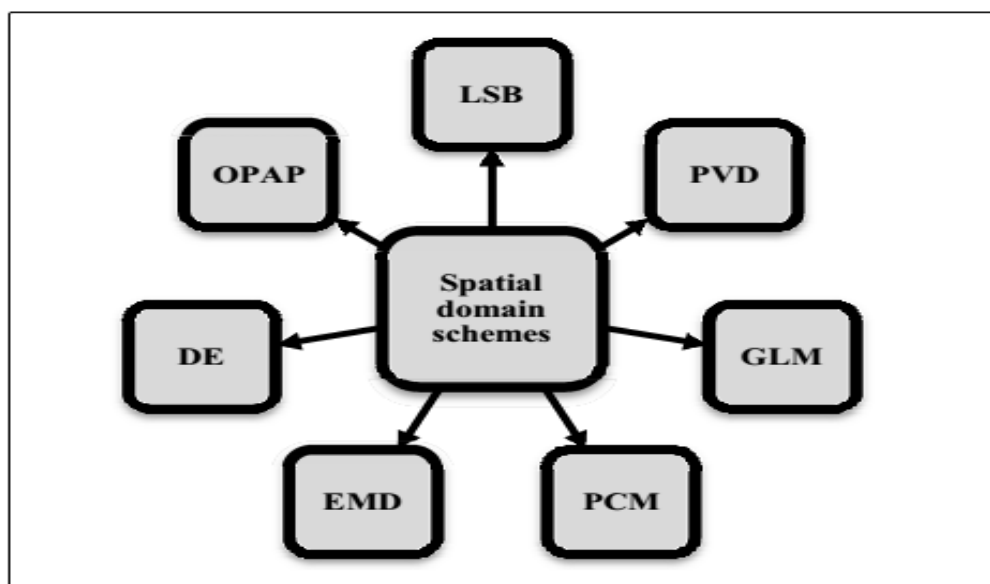 LSB
OPAP
PVD
Spatial
domain
schemes
DE
GLM
EMD
PCM